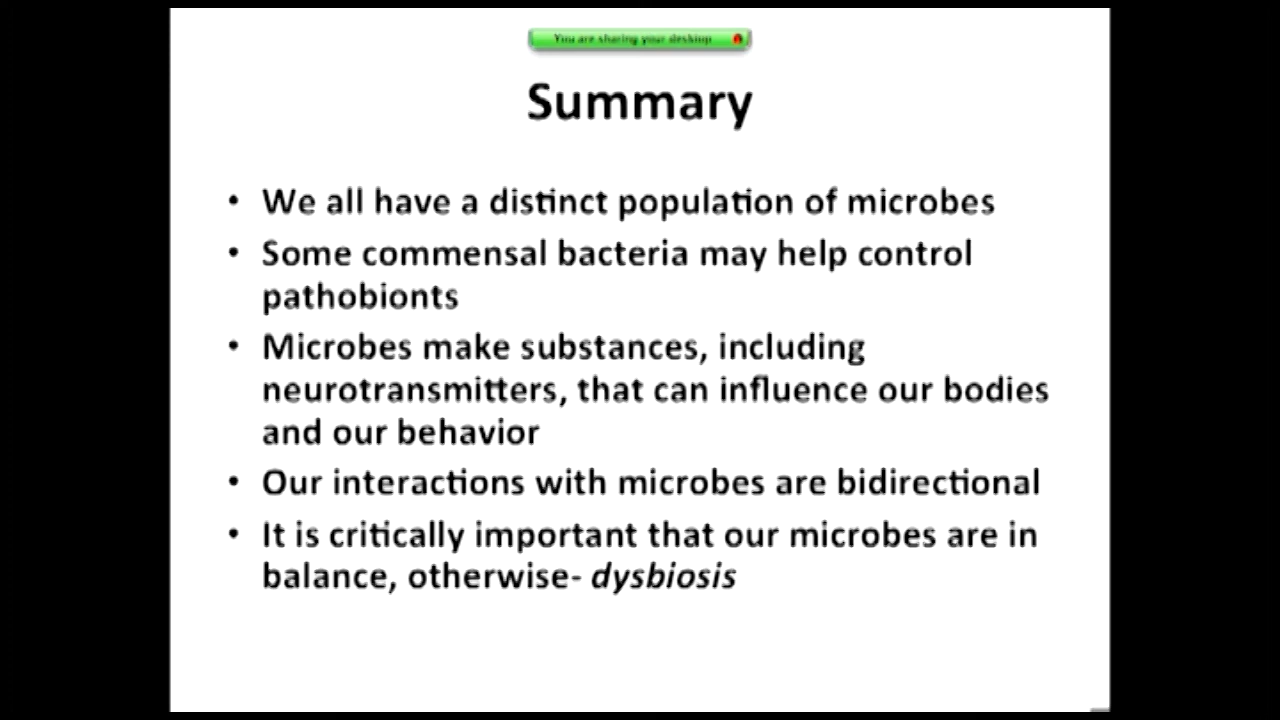 You are sharing your desktop
Summary
• We all have a distinct population of microbes
• Some commensal bacteria may help control
pathobionts
• Microbes make substances, including
neurotransmitters, that can influence our bodies
and our behavior
• Our interactions with microbes are bidirectional
• It is critically important that our microbes are in
balance, otherwise- dysbiosis